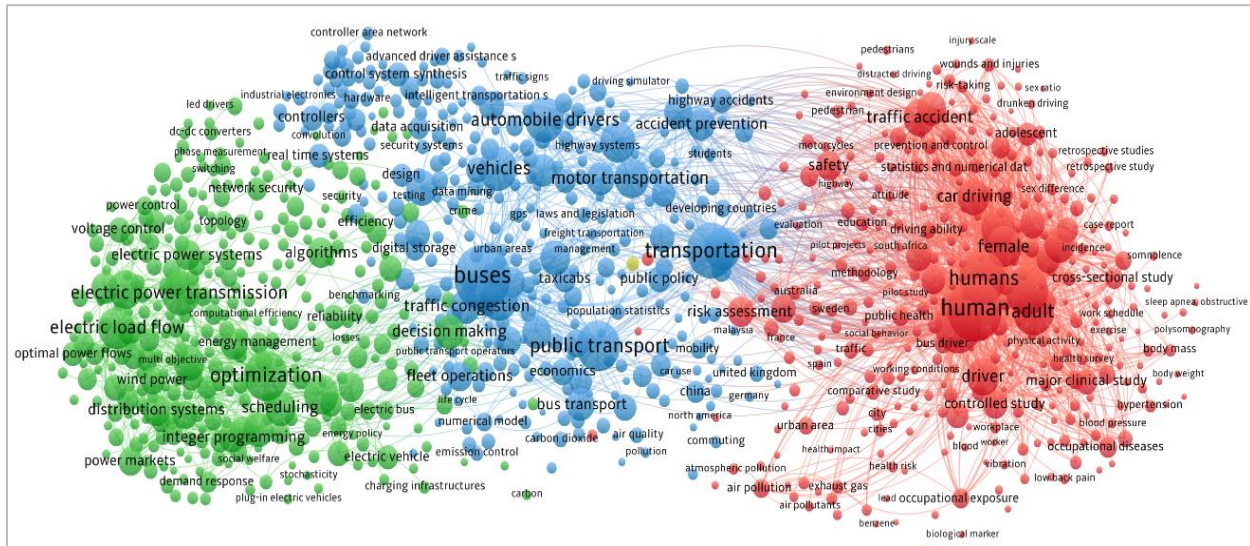 controller area network
advanced driver assistance s
control system synthesis
traffic signs
driving simulator
industrial electronics
hardware
intelligent transportation s
led drivers
controllers
convolution
data acquisition
automobile drivers
highway accidents
accident prevention
dc-dc converters
phase measurement
real time systems
security systems
highway systems
students
switching
network security
design
testing
vehicles
motor transportation
power control
security
data mining
crime
gps
laws and legislation
developing countries
voltage control
topology
efficiency
freight transportation
electric power systems
algorithms
digital storage
urban areas
management
transportation
evaluation
electric power transmission
benchmarking
buses
taxicabs
public policy
computational efficiency
reliability
traffic congestion
population statistics
risk assessment
electric load flow
losses
decision making
malaysia
optimal power flows
multi objective
energy management
public transport operators
public transport
mobility
wind power
optimization
fleet operations
economics
car use
united kingdom
distribution systems
scheduling
electric bus
life cycle
bus transport
china
germany
integer programming
energy policy
numerical model
north america
power markets
social welfare
electric vehicle
emission control
carbon dioxide
air quality
pollution
commuting
demand response
stochasticity
charging infrastructures
plug-in electric vehicles
carbon
pedestrians
injury scale
wounds and injuries
distracted driving
environment design
risk-taking
sex ratio
pedestrian
drunken driving
traffic accident
adolescent
motorcycles
prevention and control
retrospective studies
safety
statistics and numerical dat
retrospective study
highway
attitude
car driving
sex difference
education
driving ability
case report
pilot projects
south africa
female
incidence
somnolence
methodology
humans
cross-sectional study
australia
pilot study
sweden
public health
human
adult
work schedule
sleep apnea, obstructive
france
social behavior
exercise
traffic
bus driver
physical activity
polysomnography
spain
health survey
body mass
working conditions
driver
major clinical study
body weight
comparative study
controlled study
hypertension
city
urban area
cities
workplace
blood pressure
health impact
blood
worker
occupational diseases
atmospheric pollution
health risk
vibration
low back pain
air pollution
exhaust gas
lead
occupational exposure
air pollutants
benzene
biological marker